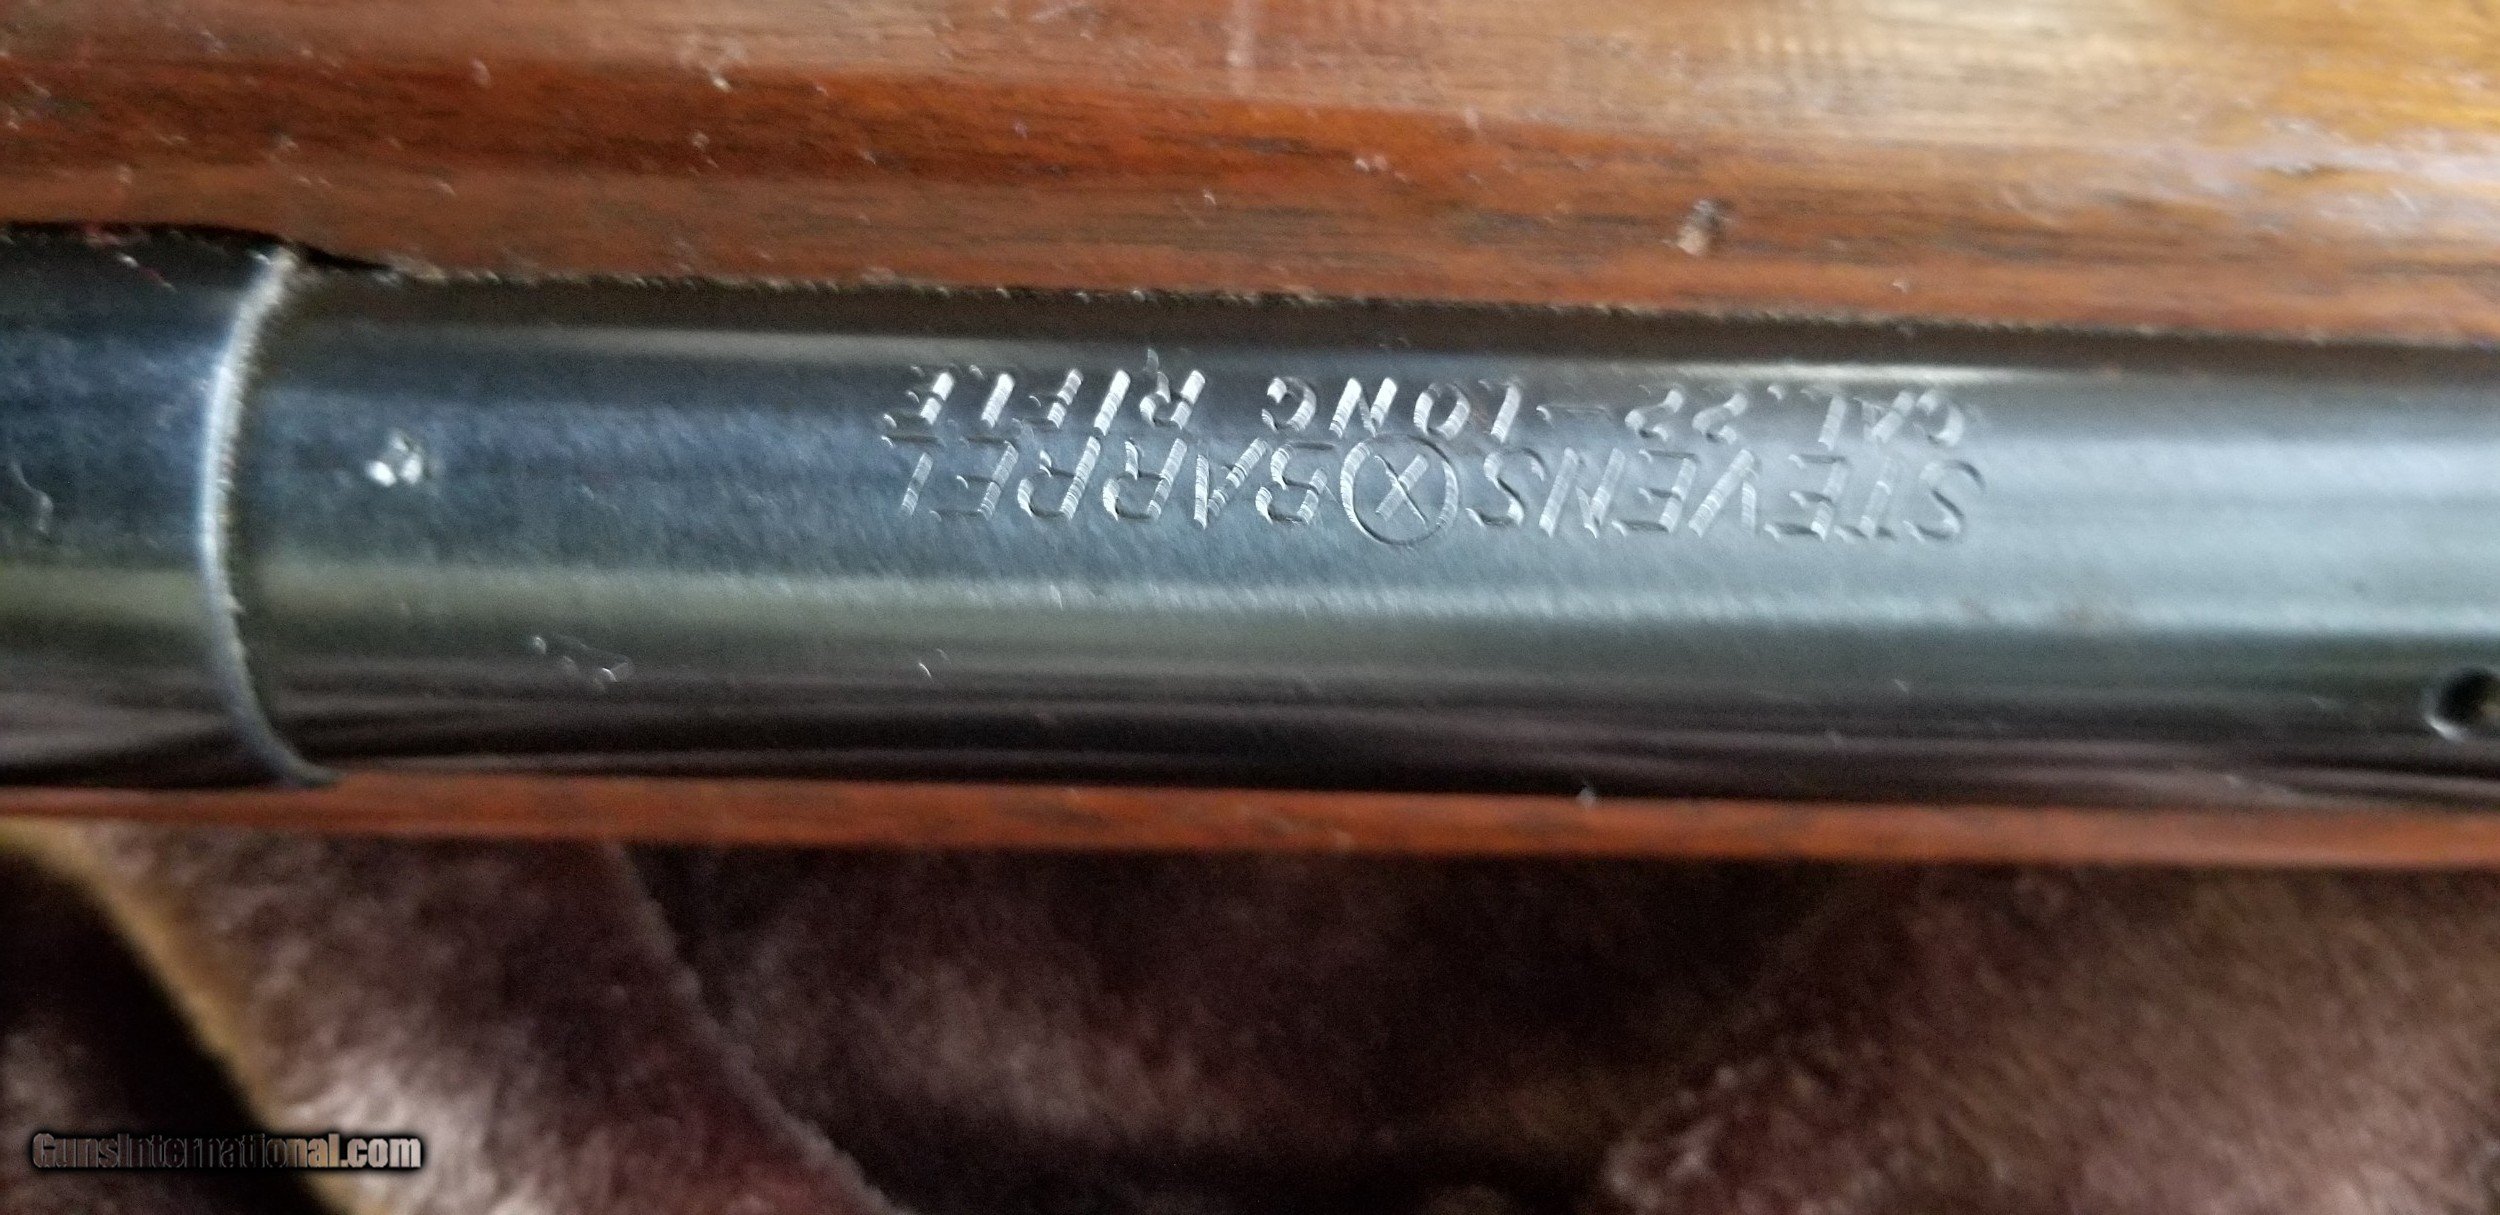 STEVENS Ⓧ BARREL
CAL. 22-LONG RIFLE
GunsInternational.com